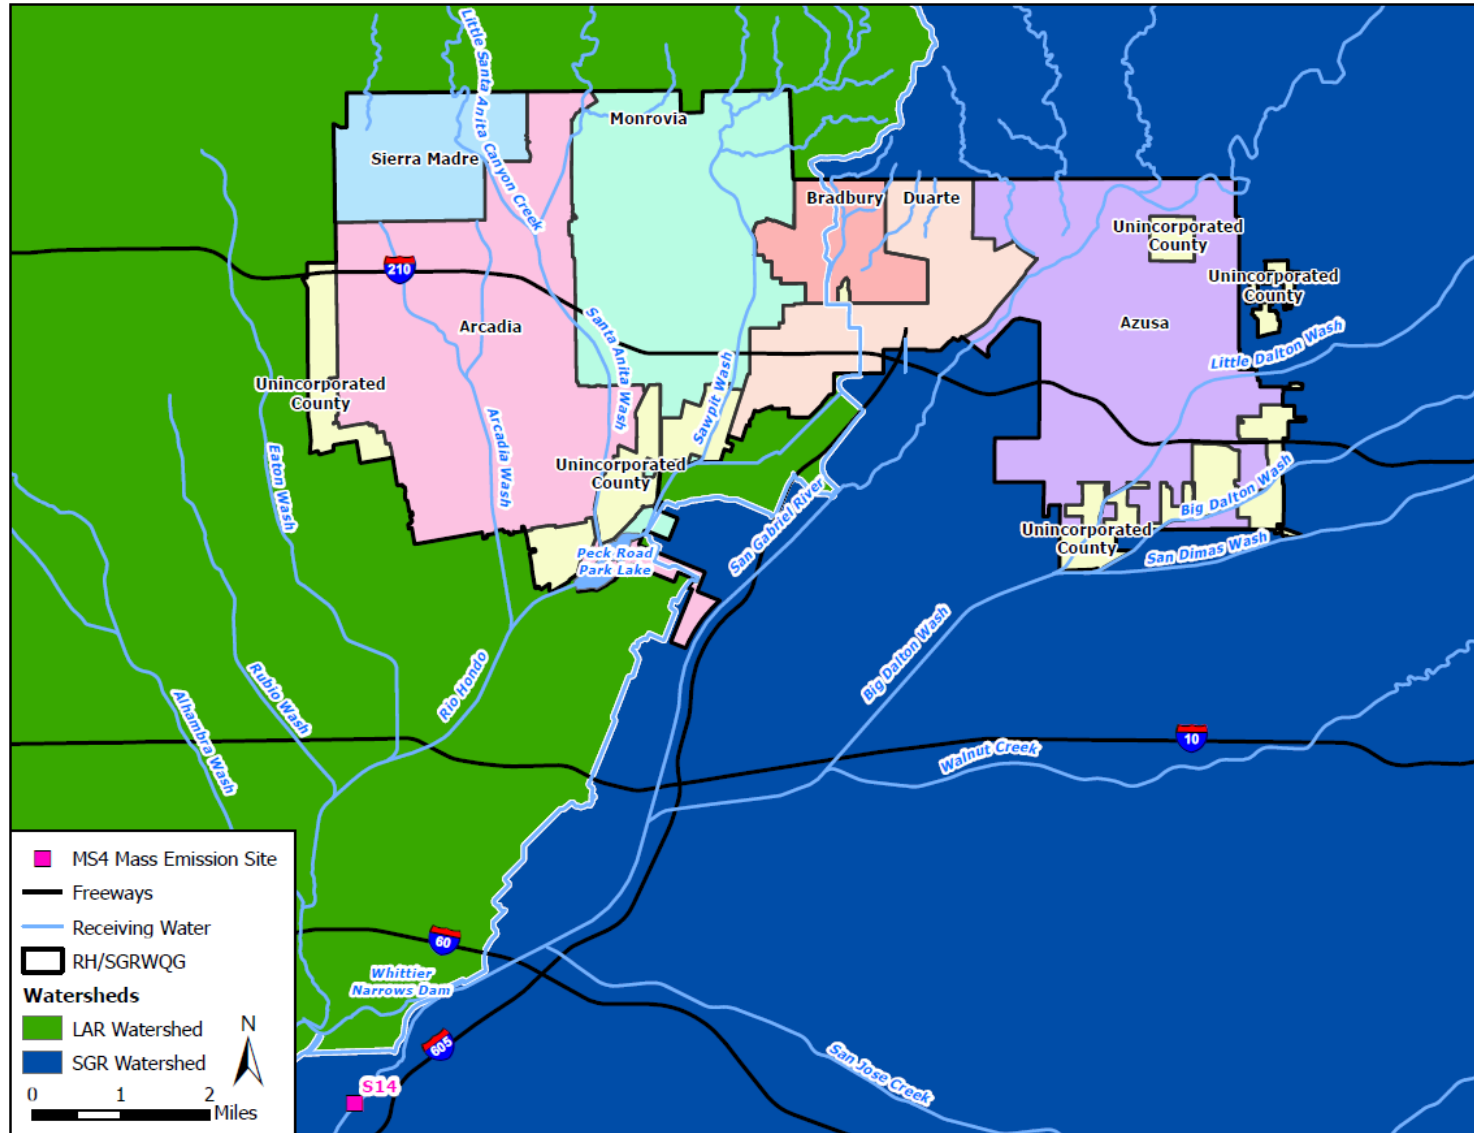 Little Santa Anita Canyon Creek
Monrovia
Sierra Madre
Bradbury
Duarte
Unincorporated
County
Unincorporated
County
210
Arcadia
Santa Anita Wash
Azusa
Little Dalton Wash
Unincorporated
County
Sawpit Wash
Arcadia Wash
Eaton Wash
Unincorporated
County
Big Dalton Wash
San Gabriel River
Unincorporated
County
San Dimas Wash
Peck Road
Park Lake
Big Dalton Wash
Rio Hondo
Rubio Wash
Alhambra Wash
10
Walnut Creek
60
Whittier
Narrows Dam
605
San Jose Creek
S14
MS4 Mass Emission Site
Freeways
Receiving Water
RH/SGRWQG
Watersheds
LAR Watershed
SGR Watershed
N
0 1 2
Miles